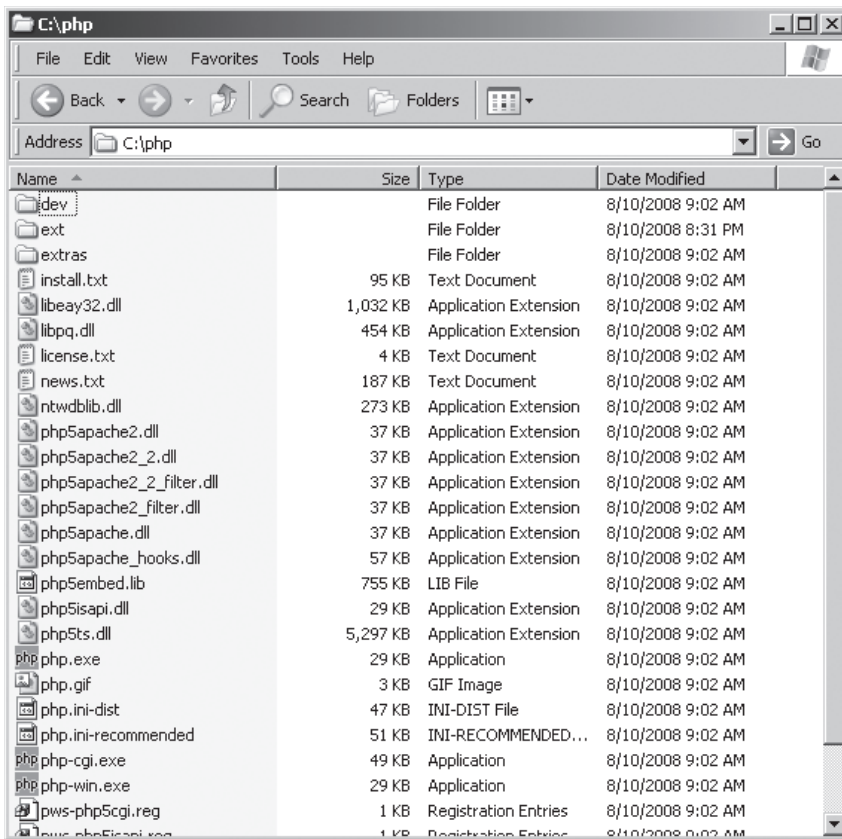 C:\php
File Edit View Favorites Tools Help
Back Search Folders
Address C:\php Go
Name Size Type Date Modified
dev File Folder 8/10/2008 9:02 AM
ext File Folder 8/10/2008 8:31 PM
extras File Folder 8/10/2008 9:02 AM
install.txt 95 KB Text Document 8/10/2008 9:02 AM
libeay32.dll 1,032 KB Application Extension 8/10/2008 9:02 AM
libpq.dll 454 KB Application Extension 8/10/2008 9:02 AM
license.txt 4 KB Text Document 8/10/2008 9:02 AM
news.txt 187 KB Text Document 8/10/2008 9:02 AM
ntwdblib.dll 273 KB Application Extension 8/10/2008 9:02 AM
php5apache2.dll 37 KB Application Extension 8/10/2008 9:02 AM
php5apache2_2.dll 37 KB Application Extension 8/10/2008 9:02 AM
php5apache2_2_filter.dll 37 KB Application Extension 8/10/2008 9:02 AM
php5apache2_filter.dll 37 KB Application Extension 8/10/2008 9:02 AM
php5apache.dll 37 KB Application Extension 8/10/2008 9:02 AM
php5apache_hooks.dll 57 KB Application Extension 8/10/2008 9:02 AM
php5embed.lib 755 KB LIB File 8/10/2008 9:02 AM
php5isapi.dll 29 KB Application Extension 8/10/2008 9:02 AM
php5ts.dll 5,297 KB Application Extension 8/10/2008 9:02 AM
php php.exe 29 KB Application 8/10/2008 9:02 AM
php.gif 3 KB GIF Image 8/10/2008 9:02 AM
php.ini-dist 47 KB INI-DIST File 8/10/2008 9:02 AM
php.ini-recommended 51 KB INI-RECOMMENDED... 8/10/2008 9:02 AM
php php-cgi.exe 49 KB Application 8/10/2008 9:02 AM
php php-win.exe 29 KB Application 8/10/2008 9:02 AM
pws-php5cgi.reg 1 KB Registration Entries 8/10/2008 9:02 AM
pws-php5isapi.reg 1 KB Registration Entries 8/10/2008 9:02 AM